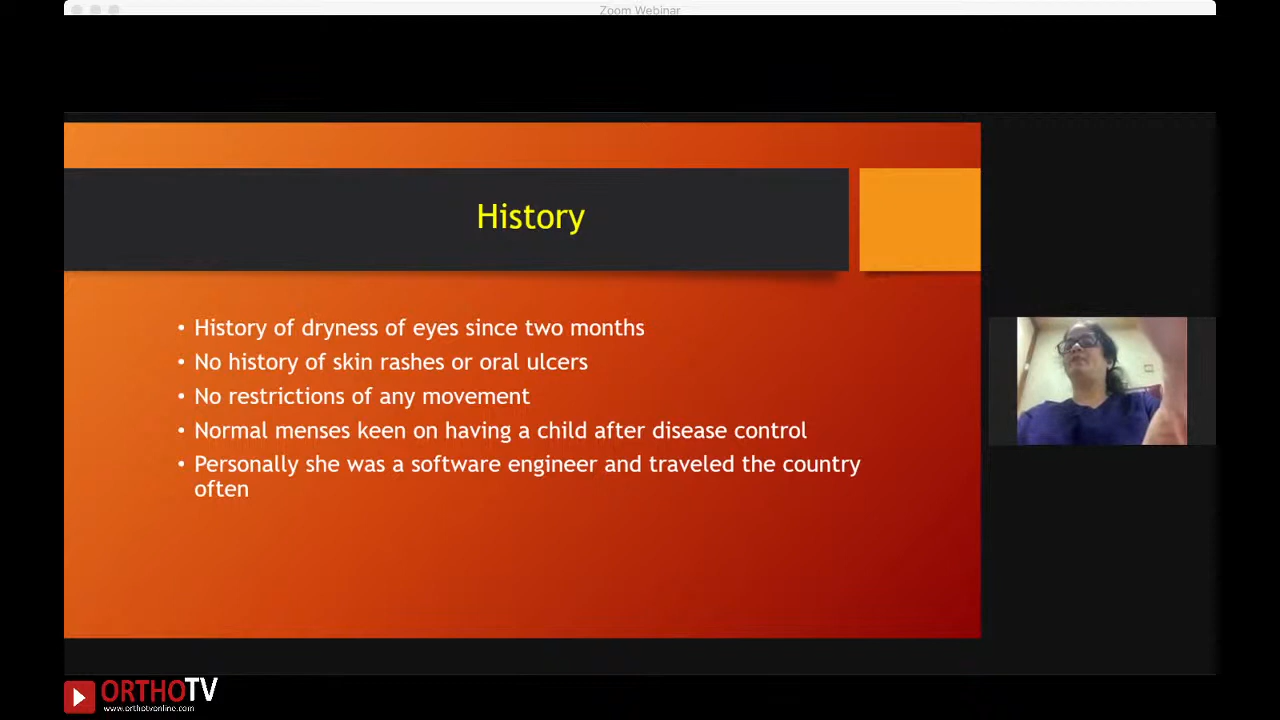 Zoom Webinar
History
• History of dryness of eyes since two months
• No history of skin rashes or oral ulcers
• No restrictions of any movement
• Normal menses keen on having a child after disease control
• Personally she was a software engineer and traveled the country
often
ORTHOTV
www.orthotvonline.com